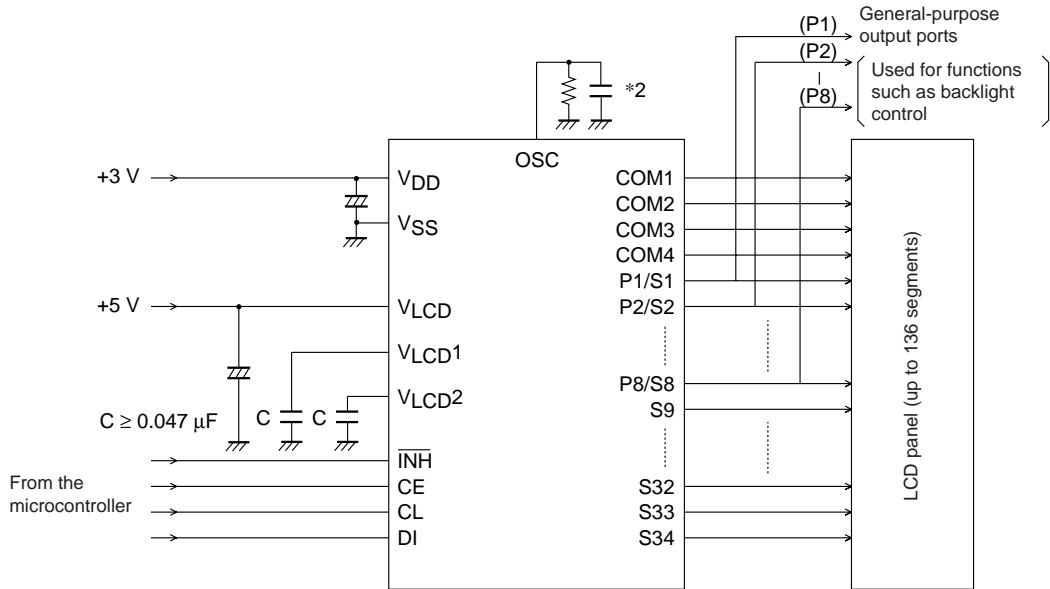 (P1)
General-purpose
output ports
(P2)
(P8)
Used for functions
such as backlight
control
*2
OSC
+3 V
VDD
VSS
+5 V
VLCD
VLCD1
VLCD2
C ≥ 0.047 μF
C
C
From the
microcontroller
INH
CE
CL
DI
COM1
COM2
COM3
COM4
P1/S1
P2/S2
P8/S8
S9
S32
S33
S34
LCD panel (up to 136 segments)